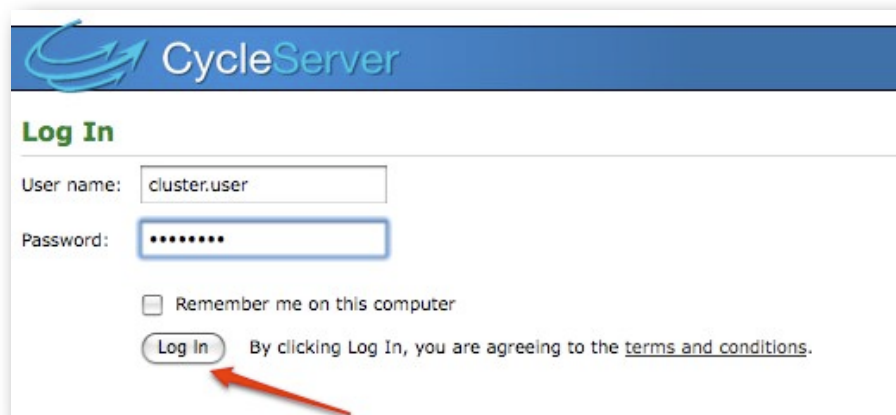 CycleServer
Log In
User name: cluster.user
Password: ••••••••
Remember me on this computer
Log In By clicking Log In, you are agreeing to the terms and conditions.